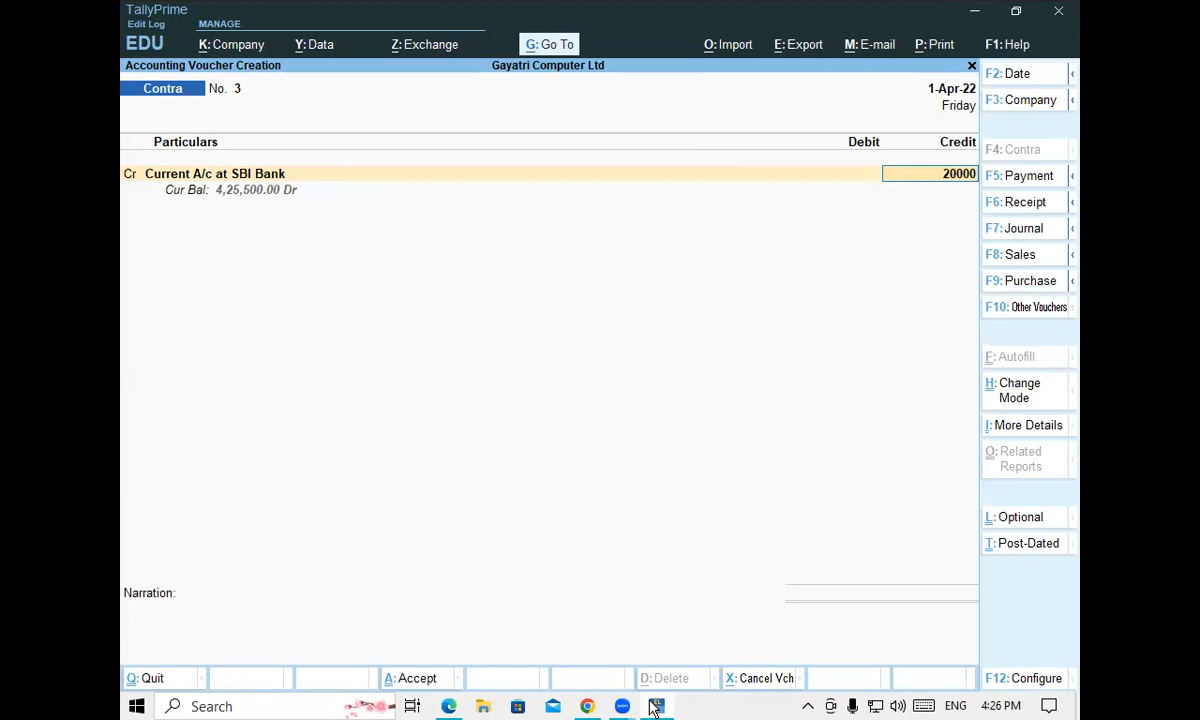 TallyPrime
Edit Log
MANAGE
EDU
K: Company
Y: Data
Z: Exchange
G: Go To
O: Import
E: Export
M: E-mail
P: Print
F1: Help
Accounting Voucher Creation
Gayatri Computer Ltd
Contra
No. 3
1-Apr-22
Friday
Particulars
Debit
Credit
Cr Current A/c at SBI Bank
20000
Cur Bal: 4,25,500.00 Dr
Narration:
F2: Date
F3: Company
F4: Contra
F5: Payment
F6: Receipt
F7: Journal
F8: Sales
F9: Purchase
F10: Other Vouchers
F: Autofill
H: Change
Mode
I: More Details
O: Related
Reports
L: Optional
T: Post-Dated
Q: Quit
A: Accept
D: Delete
X: Cancel Vch
F12: Configure
Search
ENG
4:26 PM